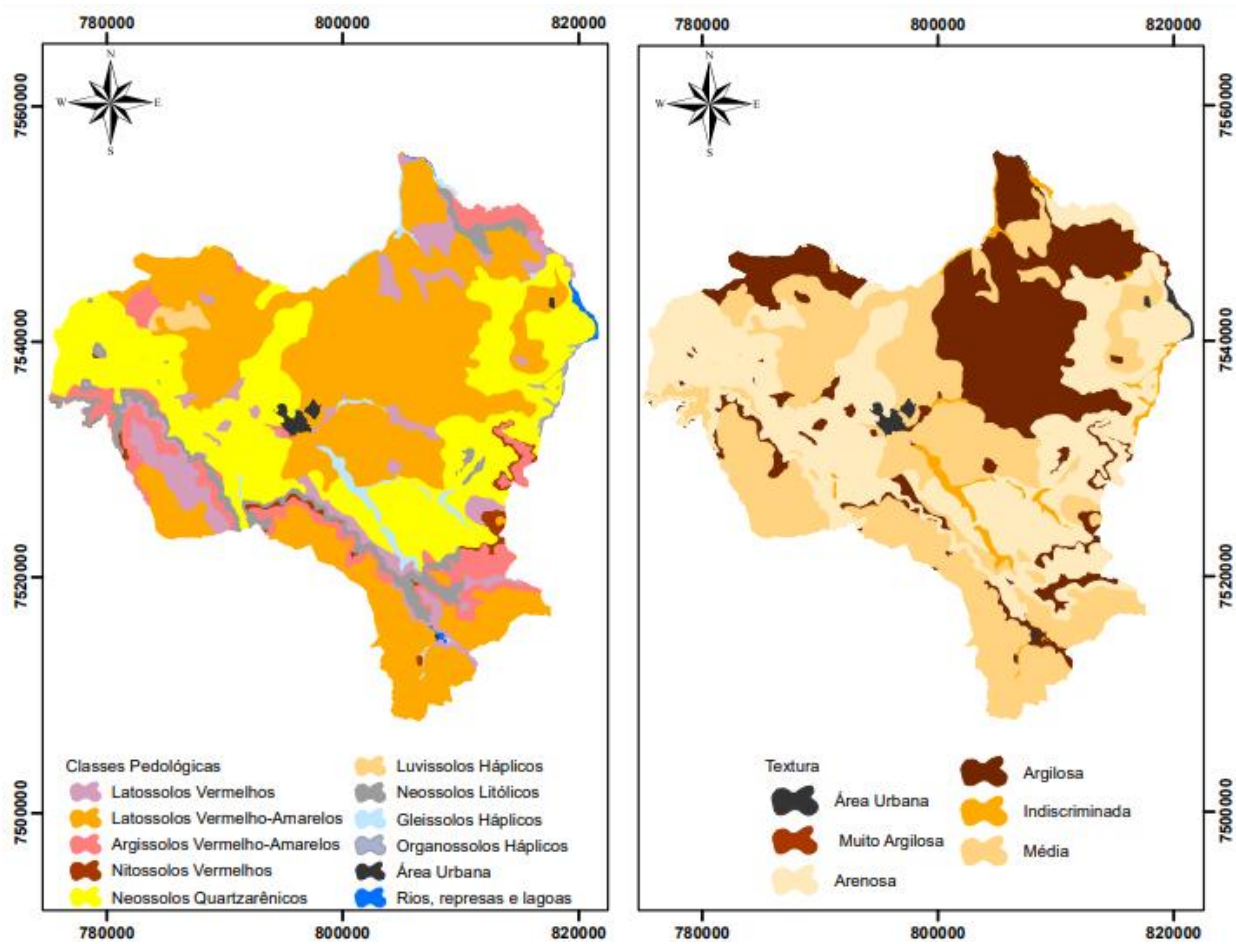 780000
800000
820000
780000
800000
820000
N
W
E
S
N
W
E
S
7560000
7540000
7520000
7500000
7560000
7540000
7520000
7500000
Classes Pedológicas
Latossolos Vermelhos
Latossolos Vermelho-Amarelos
Argissolos Vermelho-Amarelos
Nitossolos Vermelhos
Neossolos Quartzarênicos
Luvissolos Háplicos
Neossolos Litólicos
Gleissolos Háplicos
Organossolos Háplicos
Área Urbana
Rios, represas e lagoas
Textura
Área Urbana
Muito Argilosa
Arenosa
Argilosa
Indiscriminada
Média
780000
800000
820000
780000
800000
820000